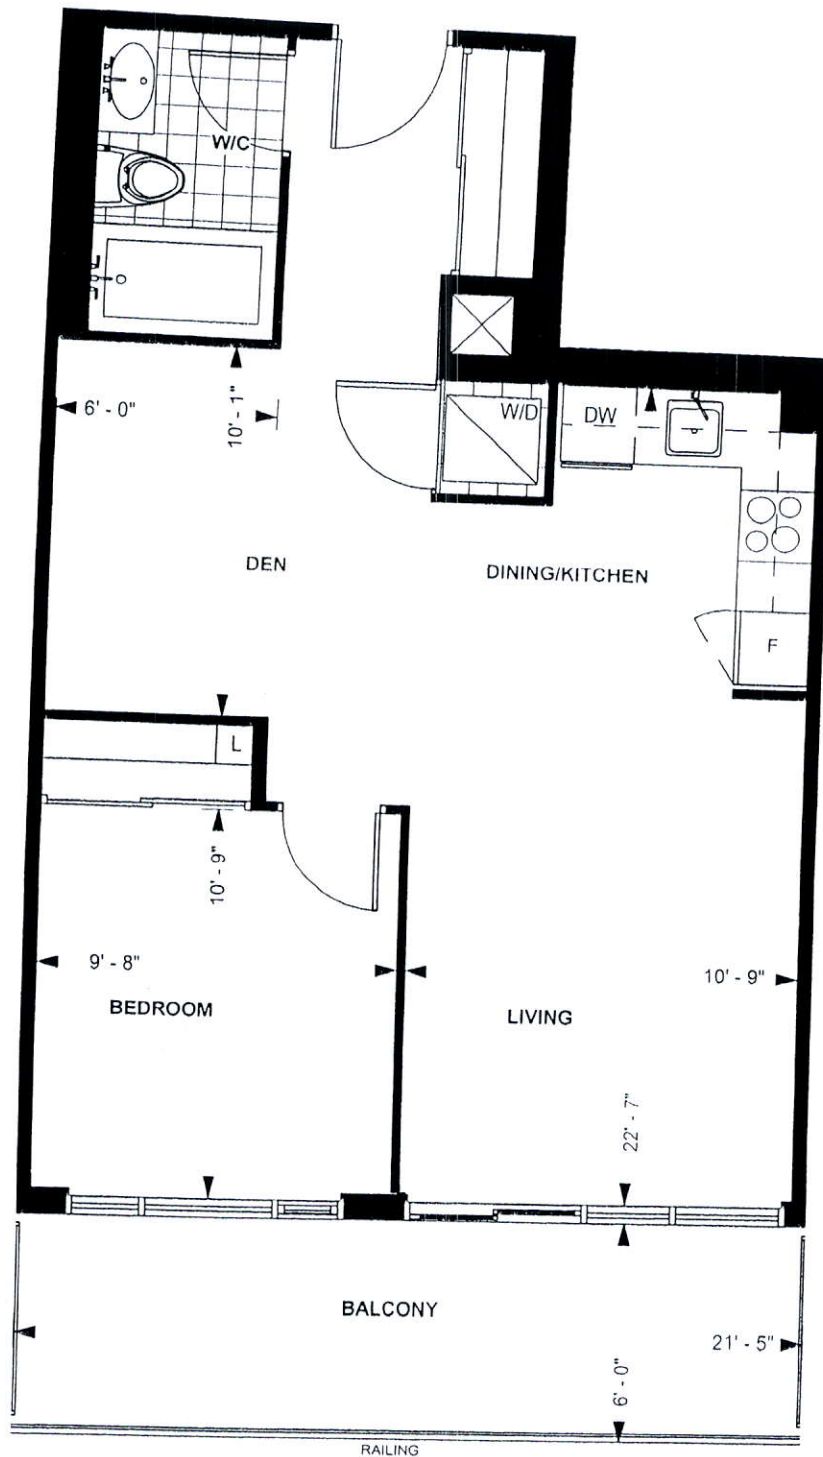 W/C
6' - 0"
10' - 1"
W/D
DW
DEN
DINING/KITCHEN
F
L
10' - 9"
9' - 8"
BEDROOM
10' - 9"
LIVING
22' - 7"
BALCONY
21' - 5"
6' - 0"
RAILING